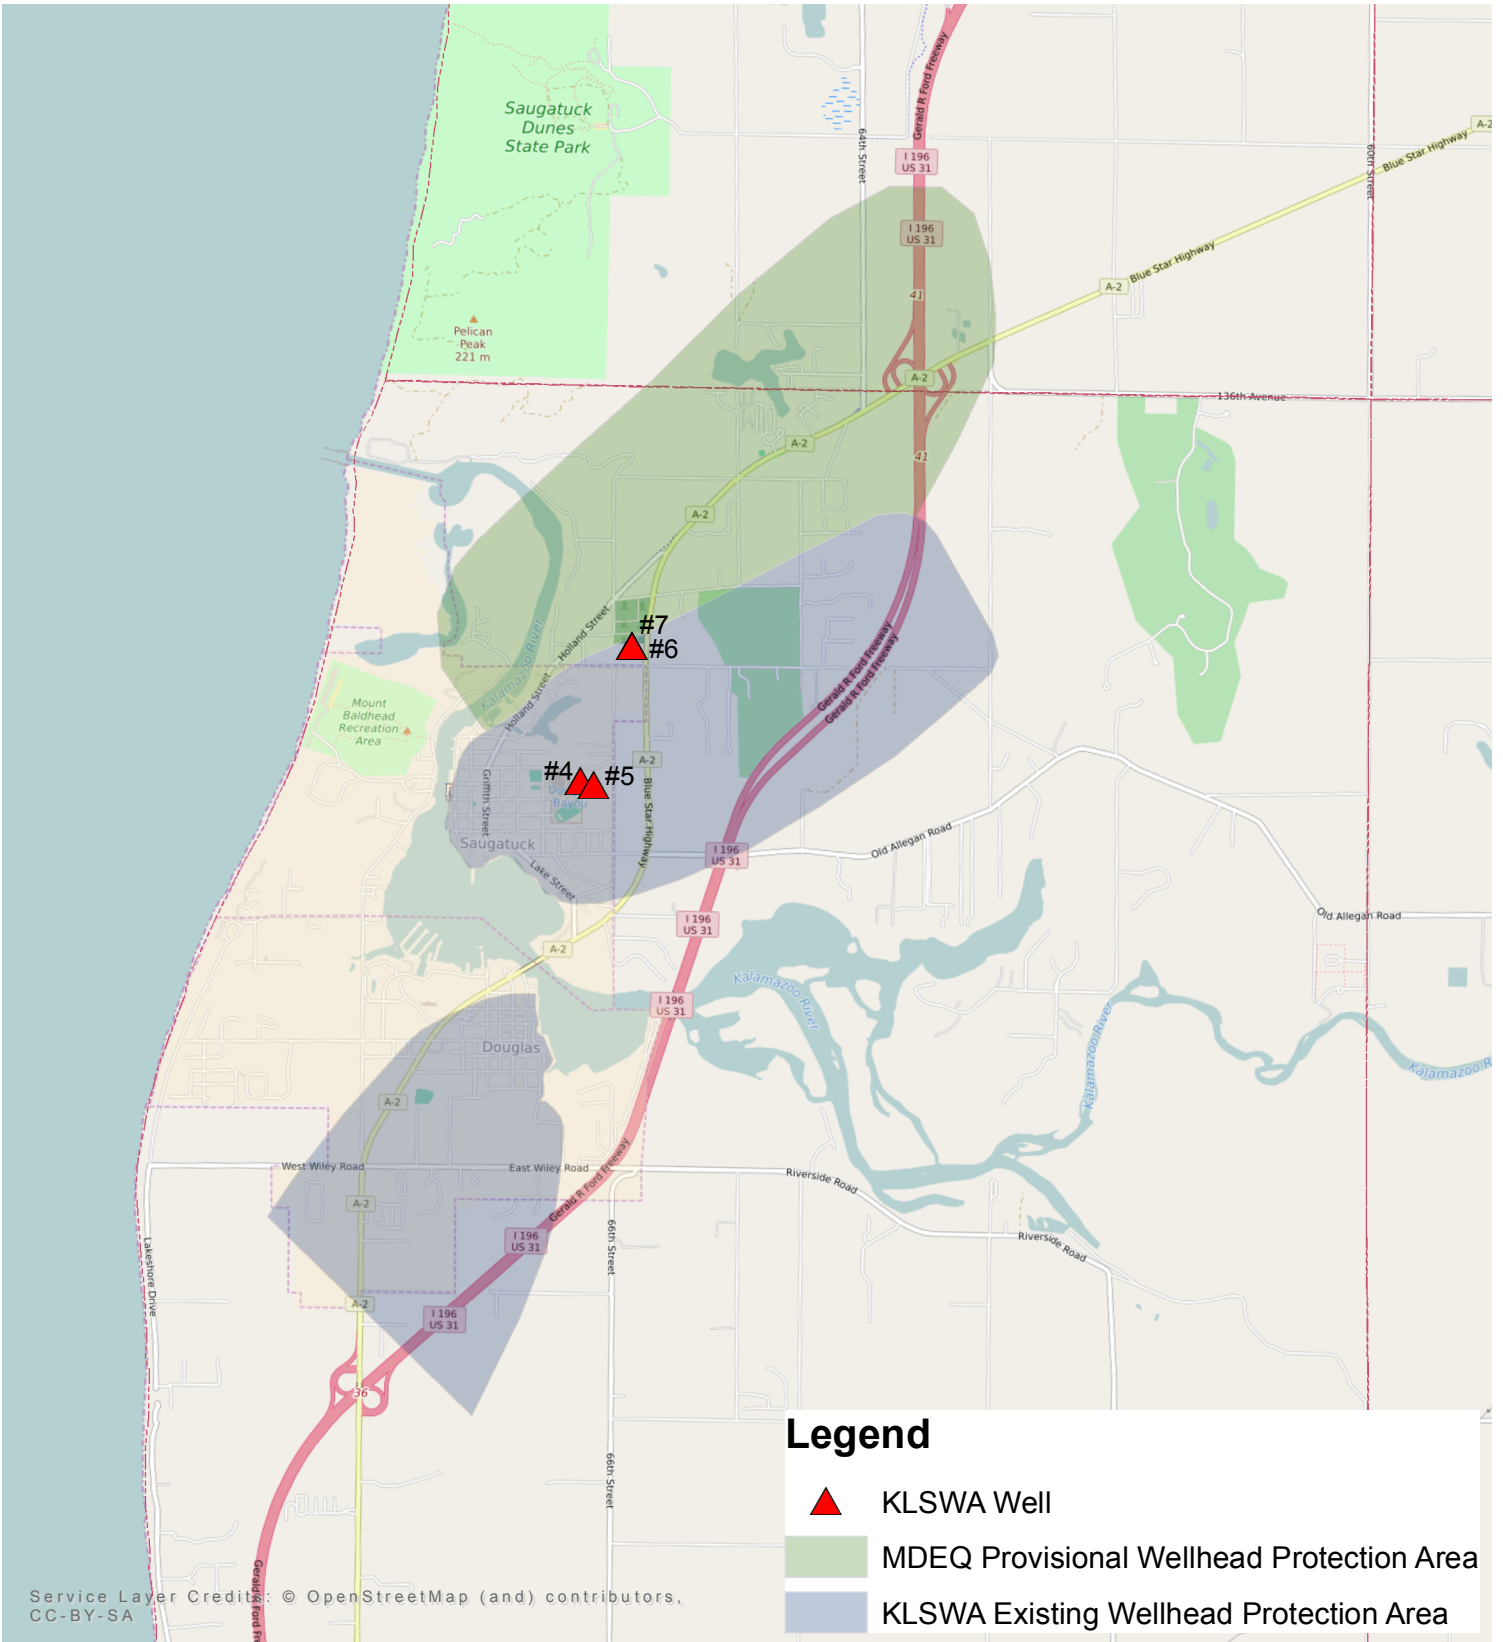 Saugatuck
Dunes
State Park
64th Street
Gerald R Ford Freeway
60th Street
A-2
Blue Star Highway
I 196
US 31
I 196
US 31
Blue Star Highway
A-2
41
Pelican
Peak
221 m
A-2
136th Avenue
A-2
41
A-2
#7
#6
Holland Street
Kalamazoo River
Holland Street
Gerald R Ford Freeway
Gerald R Ford Freeway
Mount
Baldhead
Recreation
Area
A-2
#4
#5
Bayou
Griffith Street
Blue Star Highway
Saugatuck
Lake Street
I 196
US 31
Old Allegan Road
Old Allegan Road
I 196
US 31
A-2
Kalamazoo River
I 196
US 31
Douglas
Kalamazoo River
Kalamazoo R
A-2
West Wiley Road
East Wiley Road
Gerald R Ford Freeway
Riverside Road
A-2
I 196
US 31
66th Street
Riverside Road
Lakeshore Drive
A-2
I 196
US 31
36
66th Street
Gerald R Ford Fre
Legend
KLSWA Well
MDEQ Provisional Wellhead Protection Area
KLSWA Existing Wellhead Protection Area
Service Layer Credits: © OpenStreetMap (and) contributors,
CC-BY-SA